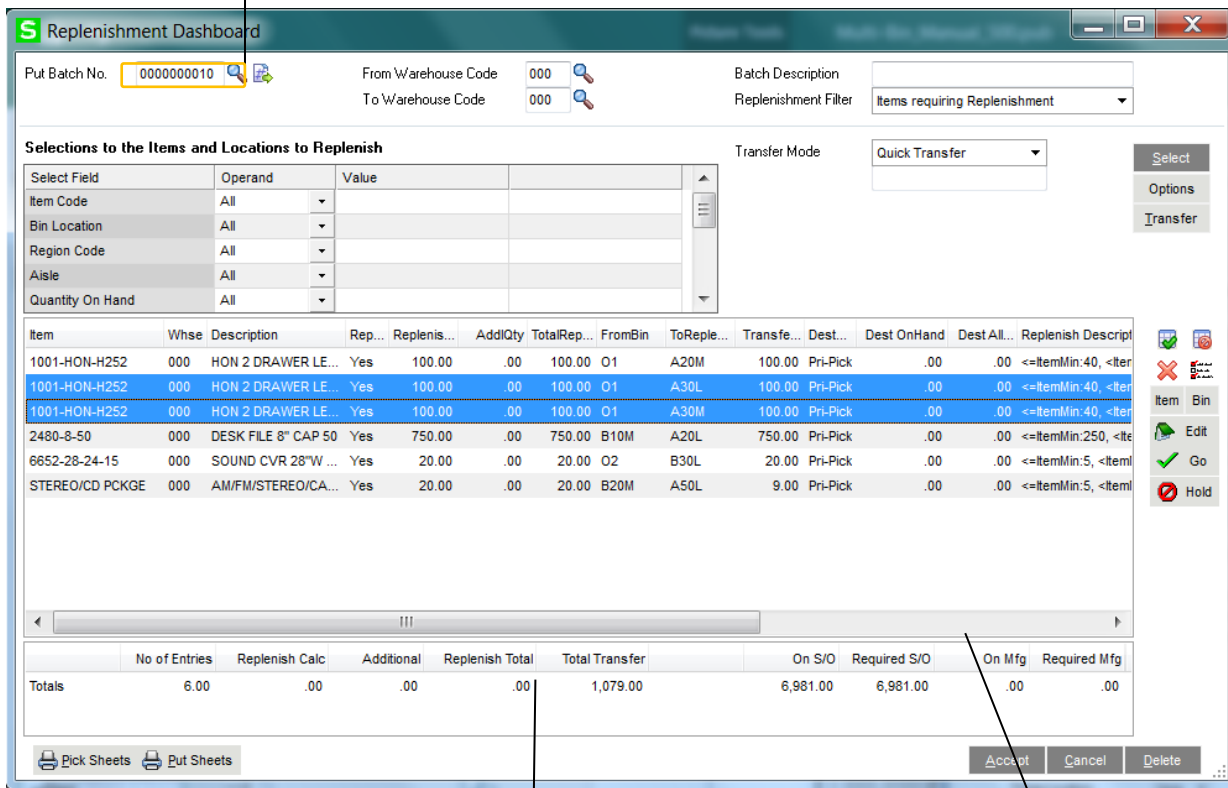 S Replenishment Dashboard
Put Batch No. 0000000010 From Warehouse Code 000 Batch Description
To Warehouse Code 000 Replenishment Filter Items requiring Replenishment
Selections to the Items and Locations to Replenish Transfer Mode Quick Transfer Select
Select Field Operand Value
Item Code All Options
Bin Location All Transfer
Region Code All
Aisle All
Quantity On Hand All
Item Whse Description Rep... Replenis... AddlQty TotalRep... FromBin ToReple... Transfe... Dest... Dest OnHand Dest All... Replenish Descript
1001-HON-H252 000 HON 2 DRAWER LE... Yes 100.00 .00 100.00 O1 A20M 100.00 Pri-Pick .00 .00 <=ItemMin:40, <Iter
1001-HON-H252 000 HON 2 DRAWER LE... Yes 100.00 .00 100.00 O1 A30L 100.00 Pri-Pick .00 .00 <=ItemMin:40, <Iter
1001-HON-H252 000 HON 2 DRAWER LE... Yes 100.00 .00 100.00 O1 A30M 100.00 Pri-Pick .00 .00 <=ItemMin:40, <Iter
Item Bin
2480-8-50 000 DESK FILE 8" CAP 50 Yes 750.00 .00 750.00 B10M A20L 750.00 Pri-Pick .00 .00 <=ItemMin:250, <Ite
Edit
6652-28-24-15 000 SOUND CVR 28"W ... Yes 20.00 .00 20.00 O2 B30L 20.00 Pri-Pick .00 .00 <=ItemMin:5, <ItemI
Go
STEREO/CD PCKGE 000 AM/FM/STEREO/CA... Yes 20.00 .00 20.00 B20M A50L 9.00 Pri-Pick .00 .00 <=ItemMin:5, <ItemI
Hold
No of Entries Replenish Calc Additional Replenish Total Total Transfer On S/O Required S/O On Mfg Required Mfg
Totals 6.00 .00 .00 .00 1,079.00 6,981.00 6,981.00 .00 .00
Pick Sheets Put Sheets Accept Cancel Delete